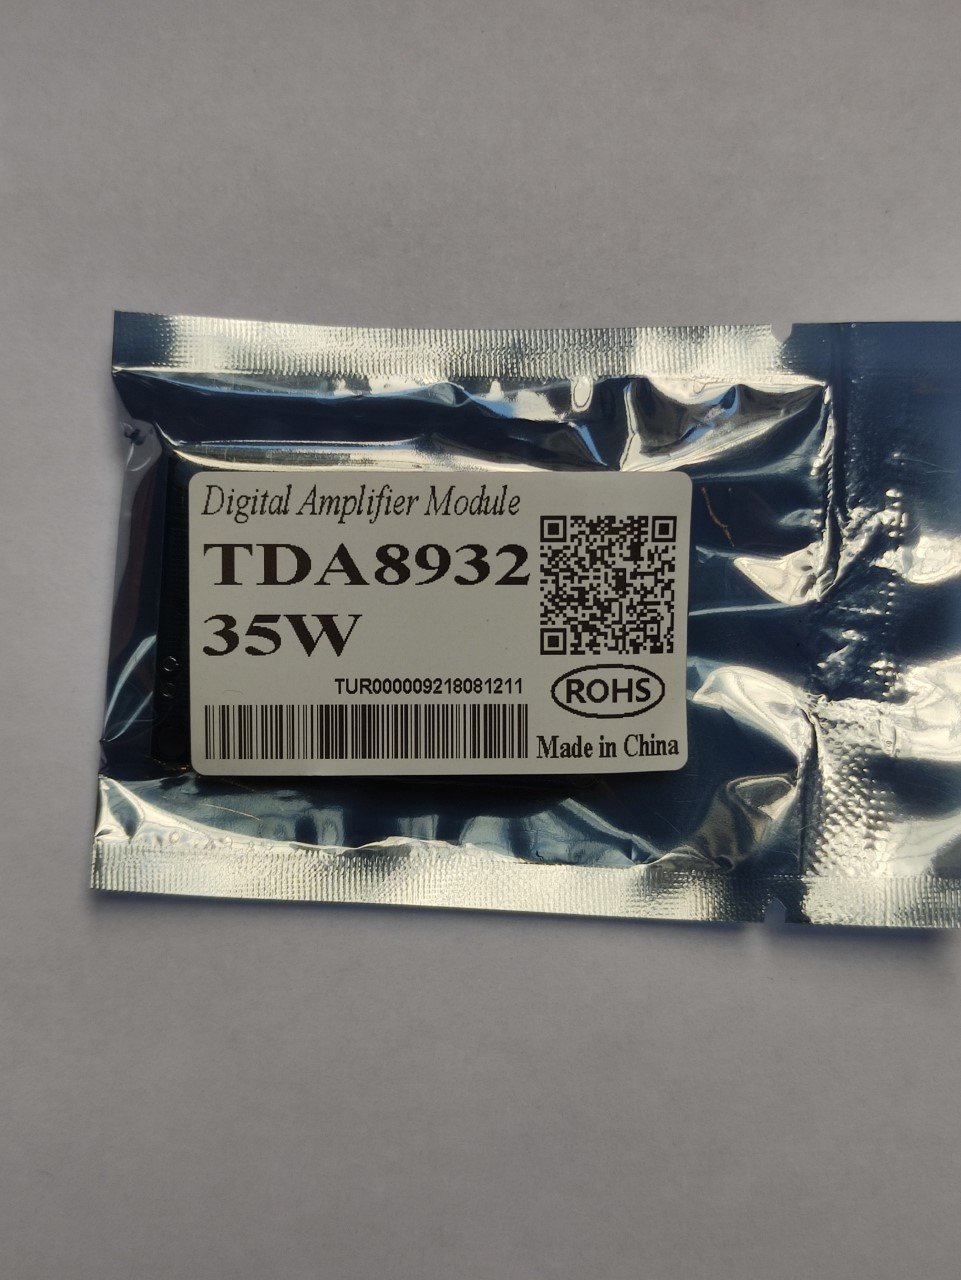 Digital Amplifier Module
TDA8932
35W
TUR000009218081211
ROHS
Made in China